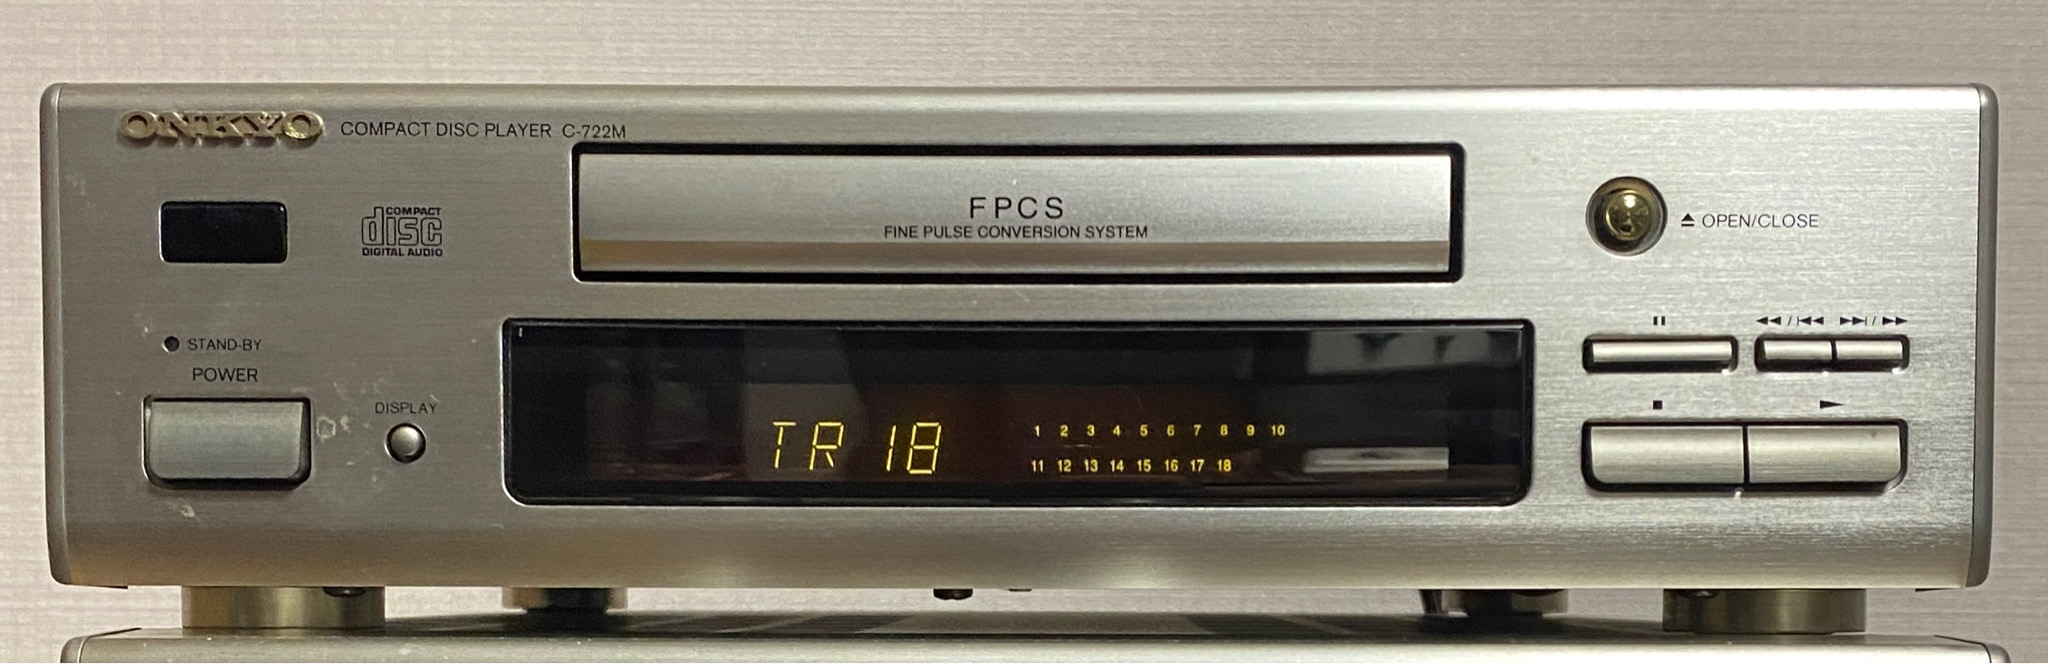 ONKYO COMPACT DISC PLAYER C-722M
COMPACT
disc
DIGITAL AUDIO
FPCS
FINE PULSE CONVERSION SYSTEM
OPEN/CLOSE
STAND-BY
POWER
DISPLAY
TR 18
1 2 3 4 5 6 7 8 9 10
11 12 13 14 15 16 17 18